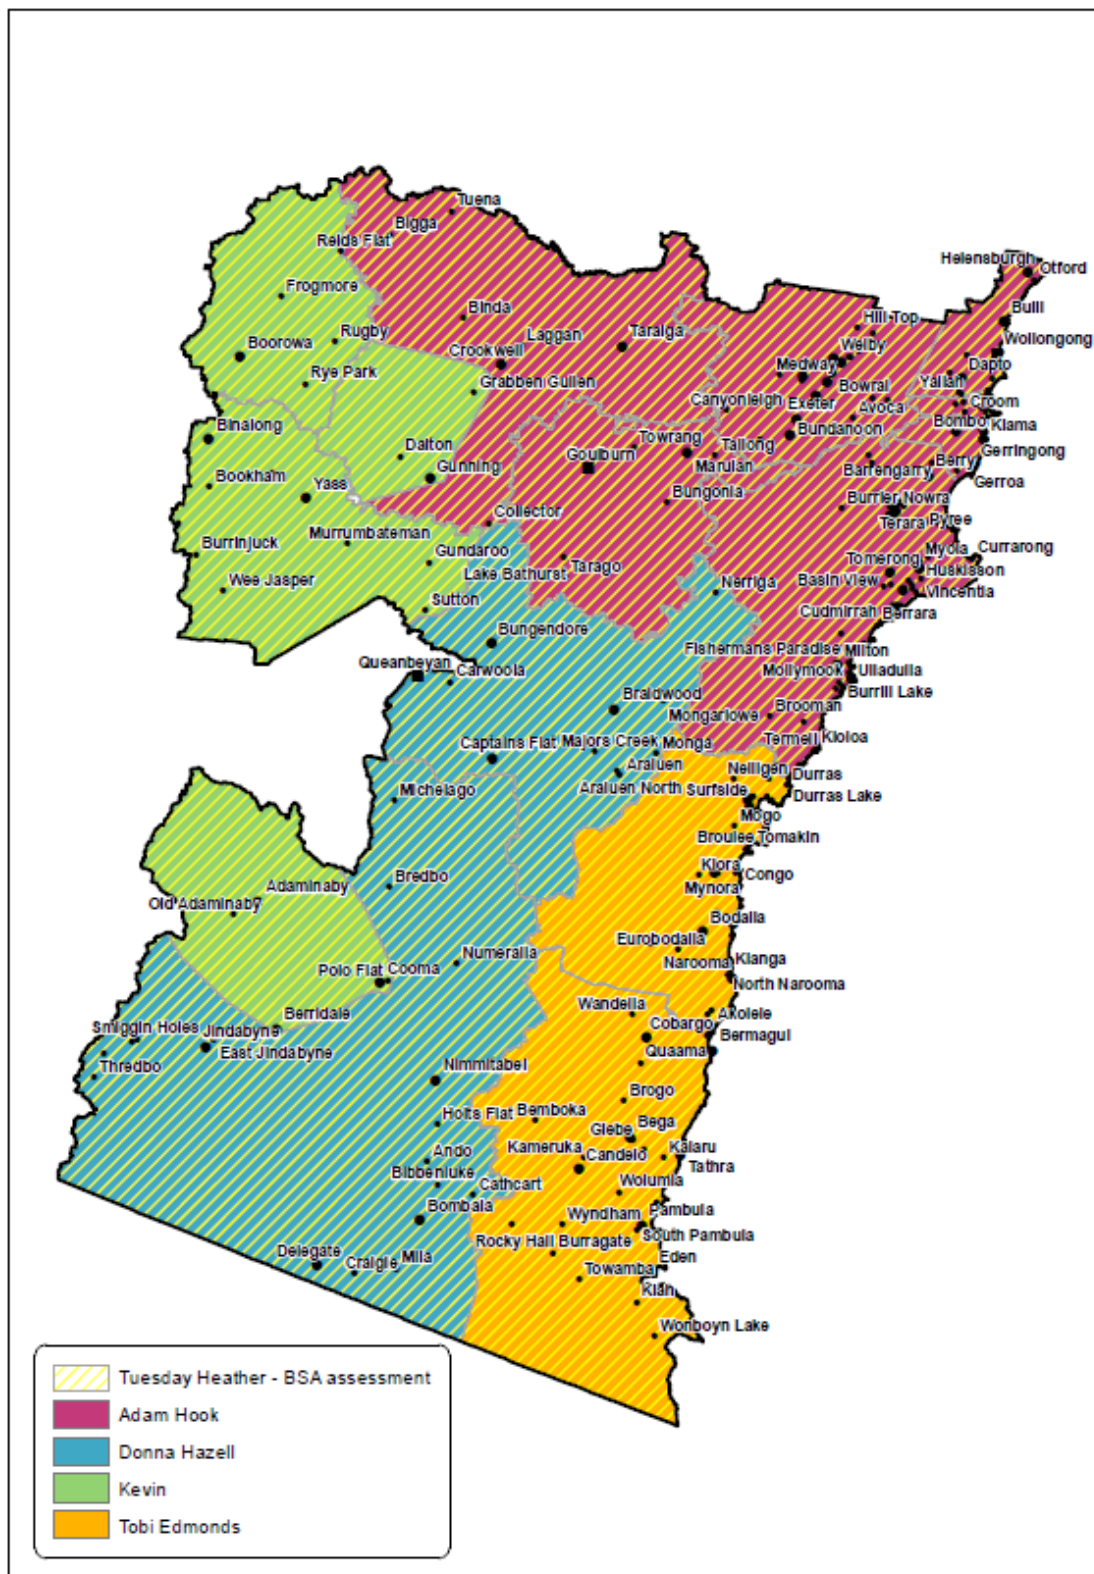 Tuena
Bigga
Reids Flat
Helensburgh
Otford
Frogmore
Bulli
Binda
Hill Top
Rugby
Laggan
Taralga
Wollongong
Boorowa
Crookwell
Welby
Medway
Dapto
Rye Park
Grabben Gullen
Bowral
Yallah
Canyonleigh
Exeter
Avoca
Croom
Binalong
Bundanoon
Bombo
Kiama
Dalton
Towrang
Tallong
Goulburn
Gerringong
Bookham
Gunning
Marulan
Barrengarry
Berry
Gerroa
Yass
Bungonia
Burrier
Nowra
Collector
Terara
Pyree
Murrumbateman
Burrinjuck
Gundaroo
Tomerong
Myola
Currarong
Wee Jasper
Lake Bathurst
Tarago
Nerriga
Basin View
Huskisson
Vincentia
Sutton
Cudmirrah
Berrara
Bungendore
Fishermans Paradise
Milton
Queanbeyan
Carwoola
Mollymook
Ulladulla
Braidwood
Burrill Lake
Mongarlowe
Brooman
Captains Flat
Majors Creek
Monga
Termeil
Kioloa
Araluen
Nelligen
Durras
Michelago
Araluen North
Surfside
Durras Lake
Mogo
Broulee
Tomakin
Adaminaby
Bredbo
Kiora
Congo
Old Adaminaby
Mynora
Bodalla
Eurobodalla
Numeralla
Narooma
Kianga
Polo Flat
Cooma
North Narooma
Berridale
Wandella
Akolele
Smiggin Holes
Jindabyne
Cobargo
Bermagui
East Jindabyne
Quaama
Thredbo
Nimmitabel
Brogo
Holts Flat
Bemboka
Glebe
Bega
Ando
Kameruka
Candelo
Kalaru
Tathra
Bibbenluke
Cathcart
Wolumla
Bombala
Wyndham
Pambula
Rocky Hall
Burragate
South Pambula
Delegate
Craigie
Mila
Eden
Towamba
Kiah
Wonboyn Lake
Tuesday Heather - BSA assessment
Adam Hook
Donna Hazell
Kevin
Tobi Edmonds